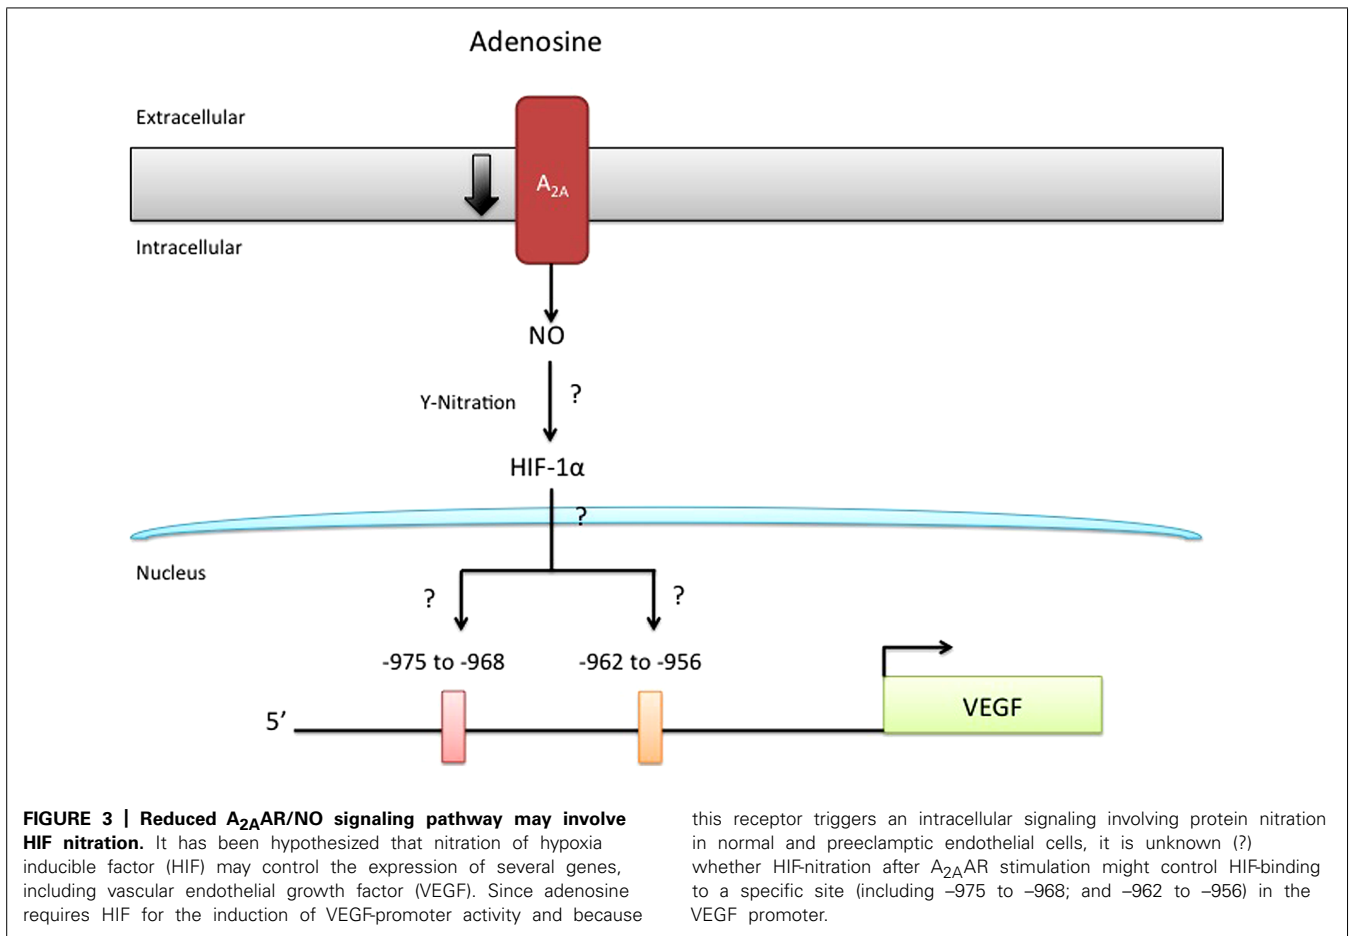 Adenosine
Extracellular
A2A
Intracellular
NO
Y-Nitration
?
HIF-1α
?
Nucleus
?
?
-975 to -968
-962 to -956
5’
VEGF
FIGURE 3 | Reduced A2AAR/NO signaling pathway may involve
HIF nitration. It has been hypothesized that nitration of hypoxia
inducible factor (HIF) may control the expression of several genes,
including vascular endothelial growth factor (VEGF). Since adenosine
requires HIF for the induction of VEGF-promoter activity and because
this receptor triggers an intracellular signaling involving protein nitration
in normal and preeclamptic endothelial cells, it is unknown (?)
whether HIF-nitration after A2AAR stimulation might control HIF-binding
to a specific site (including –975 to –968; and –962 to –956) in the
VEGF promoter.